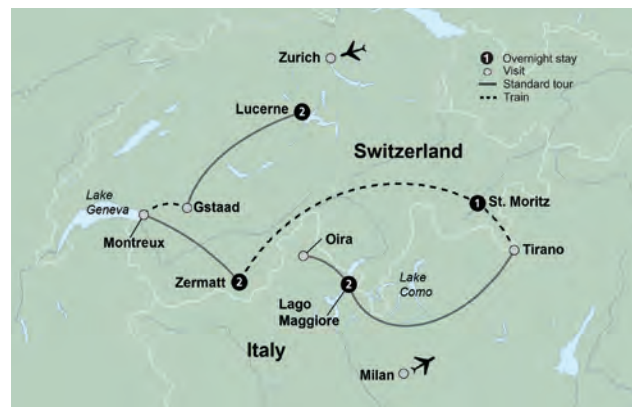 Zurich
1 Overnight stay
Visit
Standard tour
Train
Lucerne 2
Switzerland
Lake
Geneva
Gstaad
1 St. Moritz
Montreux
Oira
Tirano
Zermatt 2
Lake
Como
2
Lago
Maggiore
Italy
Milan